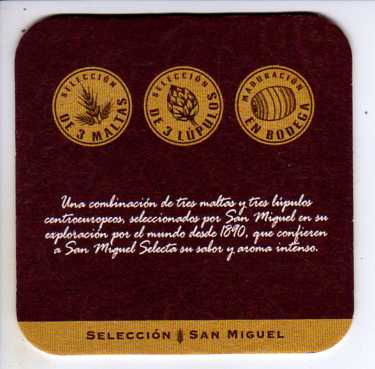 SELECCIÓN DE 3 MALTAS
SELECCIÓN DE 3 LÚPULOS
MADURACIÓN EN BODEGA
Una combinación de tres maltas y tres lúpulos
centroeuropeos, seleccionados por San Miguel en su
exploración por el mundo desde 1890, que confieren
a San Miguel Selecta su sabor y aroma intenso.
SELECCIÓN SAN MIGUEL